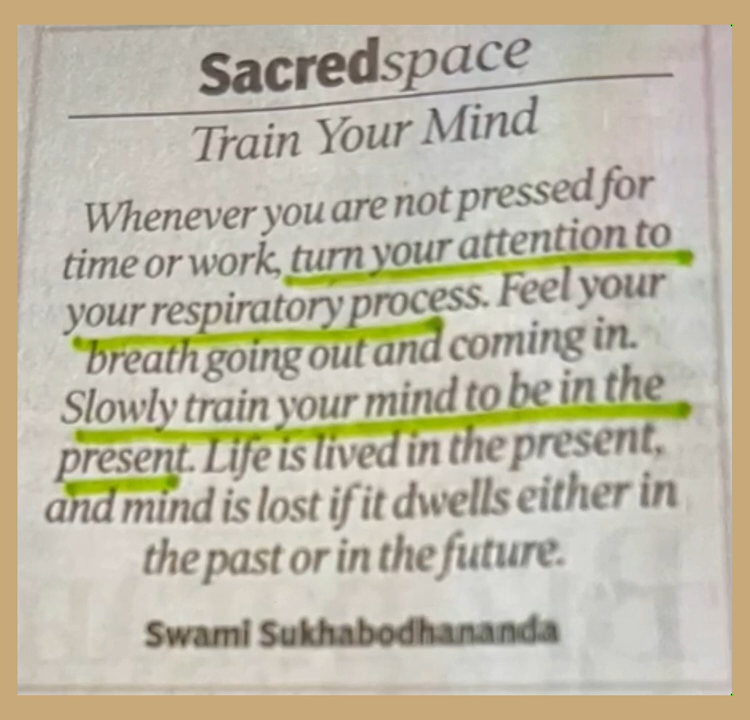 Sacredspace
Train Your Mind
Whenever you are not pressed for
time or work, turn your attention to
your respiratory process. Feel your
breath going out and coming in.
Slowly train your mind to be in the
present. Life is lived in the present,
and mind is lost if it dwells either in
the past or in the future.
Swami Sukhabodhananda